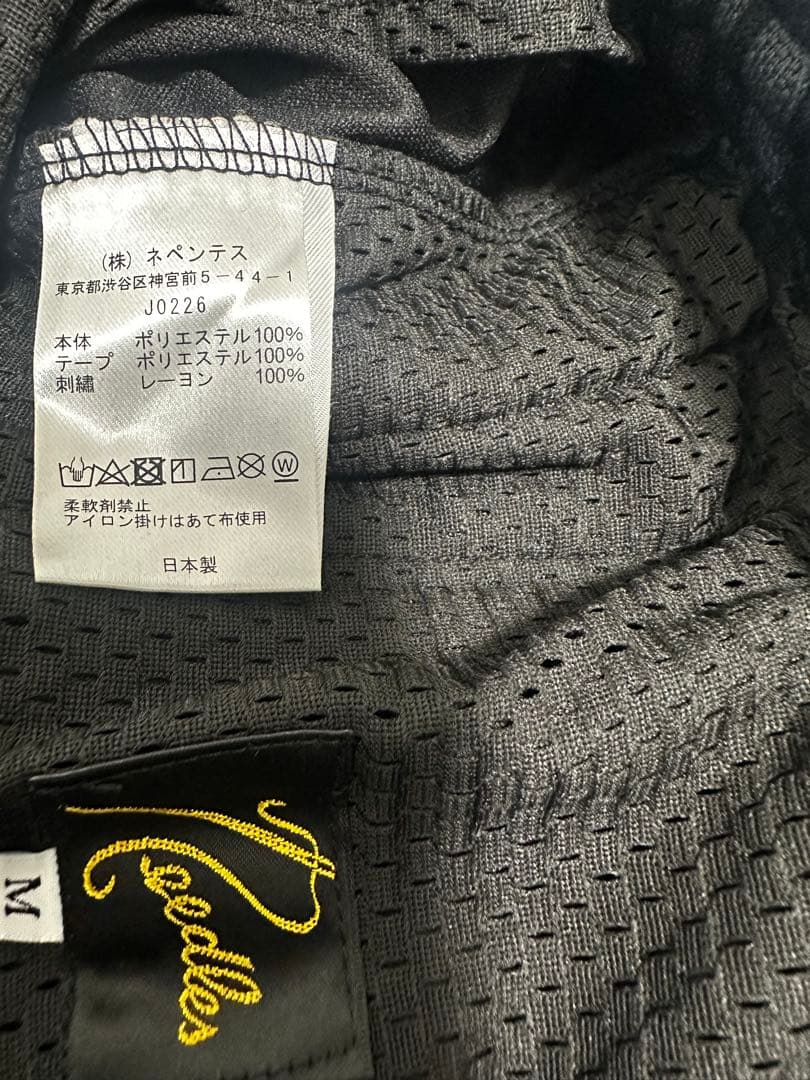 (株) ネペンテス
東京都渋谷区神宮前5-44-1
J0226
本体 ポリエステル100%
テープ ポリエステル100%
刺繍 レーヨン 100%
W
柔軟剤禁止
アイロン掛けはあて布使用
日本製
Needles
M